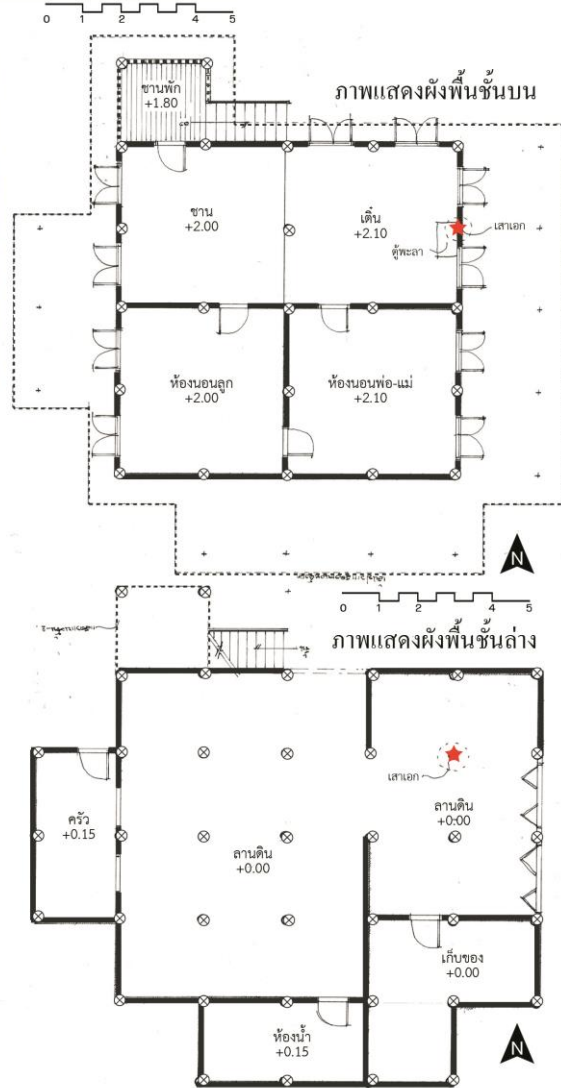 0 1 2 4 5
ภาพแสดงผังพื้นชั้นบน
ชานพัก
+1.80
ชาน
+2.00
เติ๋น
+2.10
เสาเอก
ตู้พะลา
ห้องนอนลูก
+2.00
ห้องนอนพ่อ-แม่
+2.10
N
0 1 2 4 5
ภาพแสดงผังพื้นชั้นล่าง
เสาเอก
ครัว
+0.15
ลานดิน
+0.00
ลานดิน
+0.00
เก็บของ
+0.00
ห้องน้ำ
+0.15
N